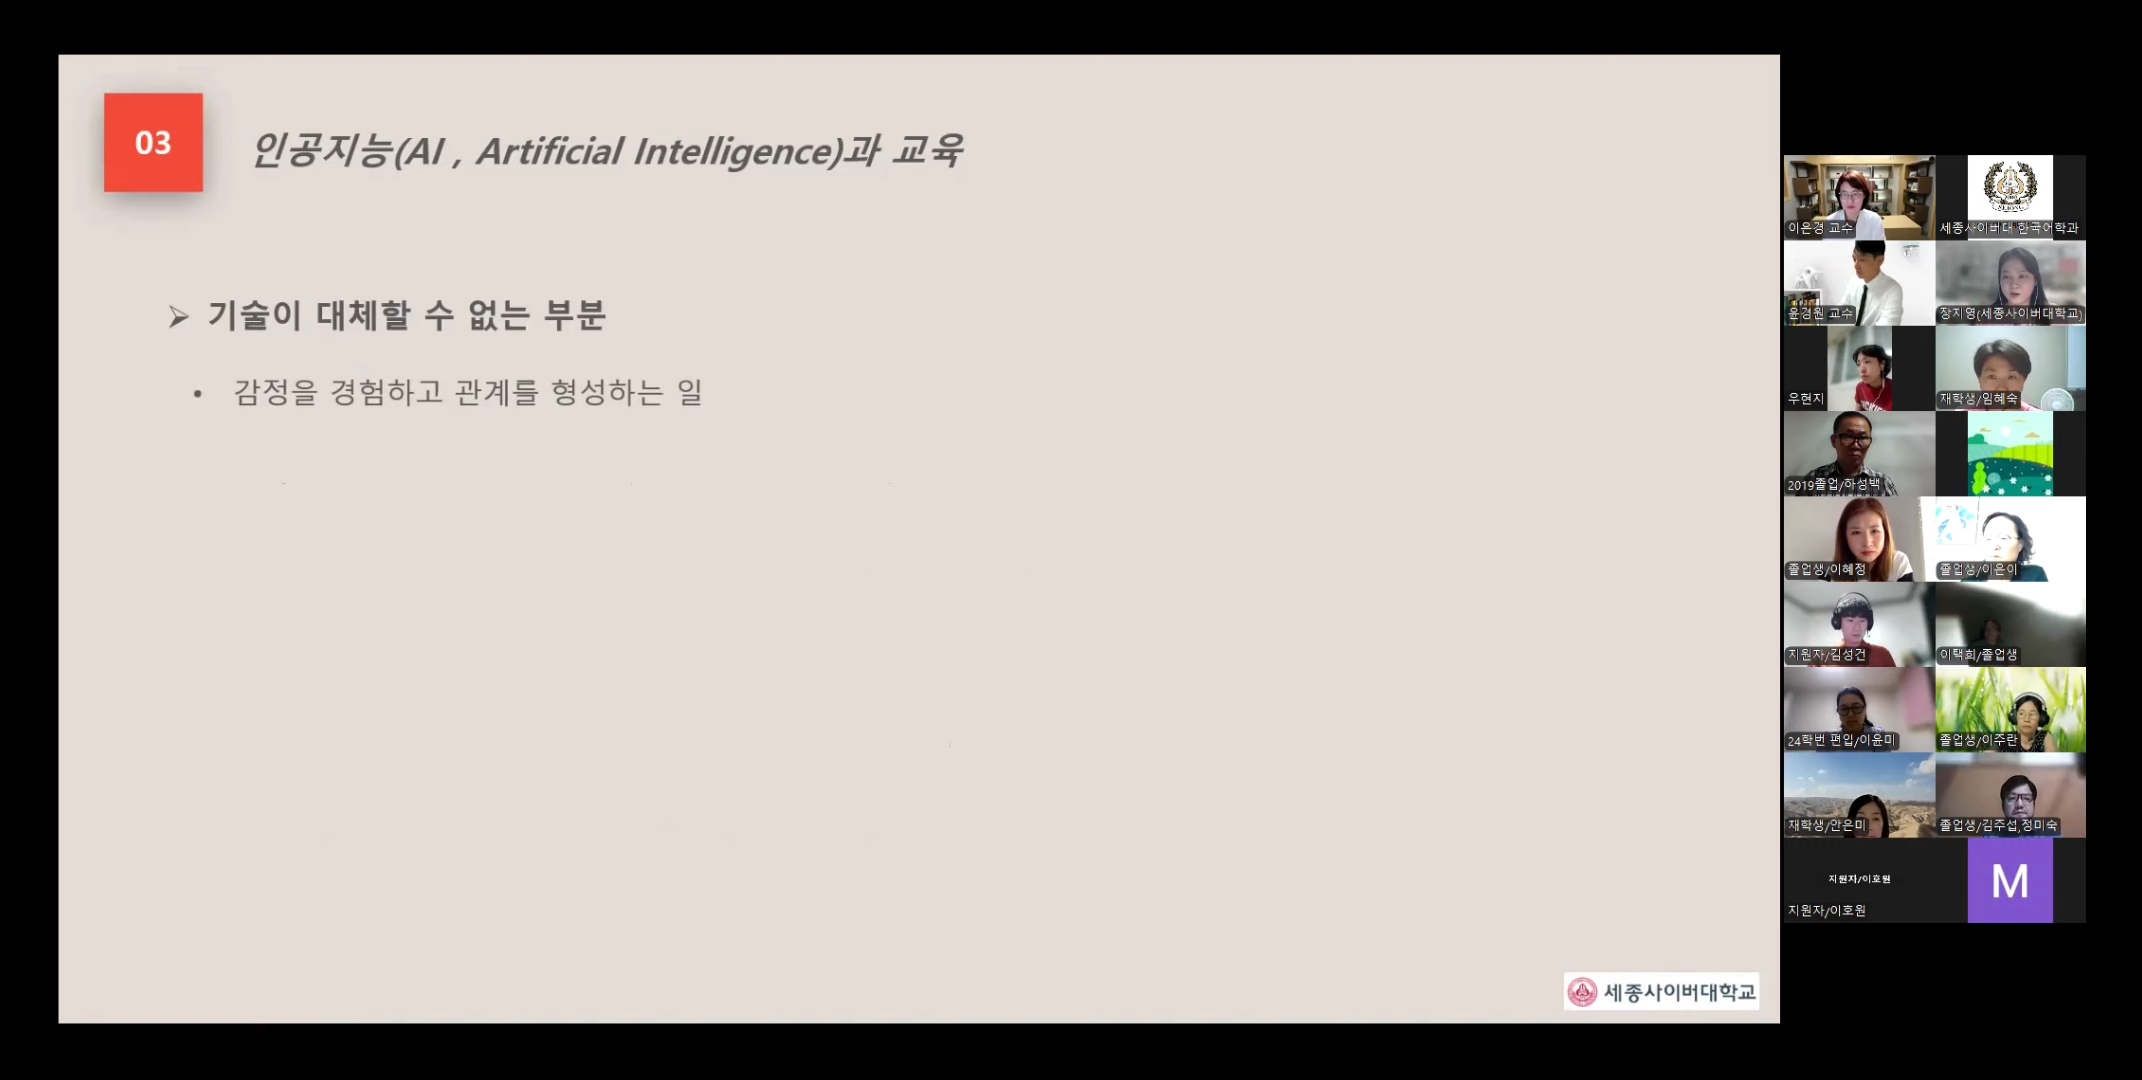 03
인공지능(AI , Artificial Intelligence)과 교육
➢ 기술이 대체할 수 없는 부분
• 감정을 경험하고 관계를 형성하는 일
세종사이버대학교
이은경 교수
세종사이버대 한국어학과
윤경원 교수
장지영(세종사이버대학교)
우현지
재학생/임혜숙
2019졸업/하성백
졸업생/이혜정
졸업생/이은이
지원자/김성건
이택희/졸업생
24학번 편입/이윤미
졸업생/이주란
재학생/안은미
졸업생/김주섭,정미숙
지원자/이호원
지원자/이호원
M